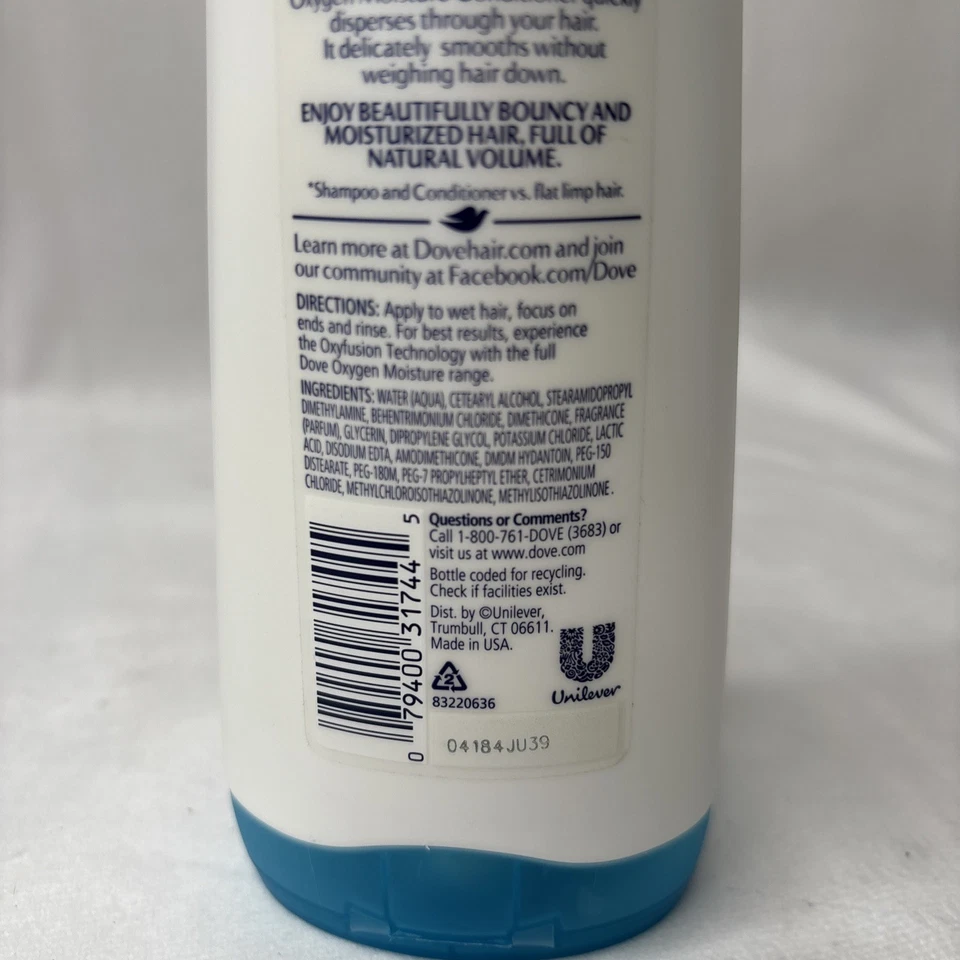 Oxygen Moisture Conditioner quickly
disperses through your hair.
It delicately smooths without
weighing hair down.
ENJOY BEAUTIFULLY BOUNCY AND
MOISTURIZED HAIR, FULL OF
NATURAL VOLUME.
*Shampoo and Conditioner vs. flat limp hair.
Learn more at Dovehair.com and join
our community at Facebook.com/Dove
DIRECTIONS: Apply to wet hair, focus on
ends and rinse. For best results, experience
the Oxyfusion Technology with the full
Dove Oxygen Moisture range.
INGREDIENTS: WATER (AQUA), CETEARYL ALCOHOL, STEARAMIDOPROPYL
DIMETHYLAMINE, BEHENTRIMONIUM CHLORIDE, DIMETHICONE, FRAGRANCE
(PARFUM), GLYCERIN, DIPROPYLENE GLYCOL, POTASSIUM CHLORIDE, LACTIC
ACID, DISODIUM EDTA, AMODIMETHICONE, DMDM HYDANTOIN, PEG-150
DISTEARATE, PEG-180M, PEG-7 PROPYLHEPTYL ETHER, CETRIMONIUM
CHLORIDE, METHYLCHLOROISOTHIAZOLINONE, METHYLISOTHIAZOLINONE.
0 79400 31744 5
Questions or Comments?
Call 1-800-761-DOVE (3683) or
visit us at www.dove.com
Bottle coded for recycling.
Check if facilities exist.
Dist. by ©Unilever,
Trumbull, CT 06611.
Made in USA.
2
83220636
Unilever
04184JU39